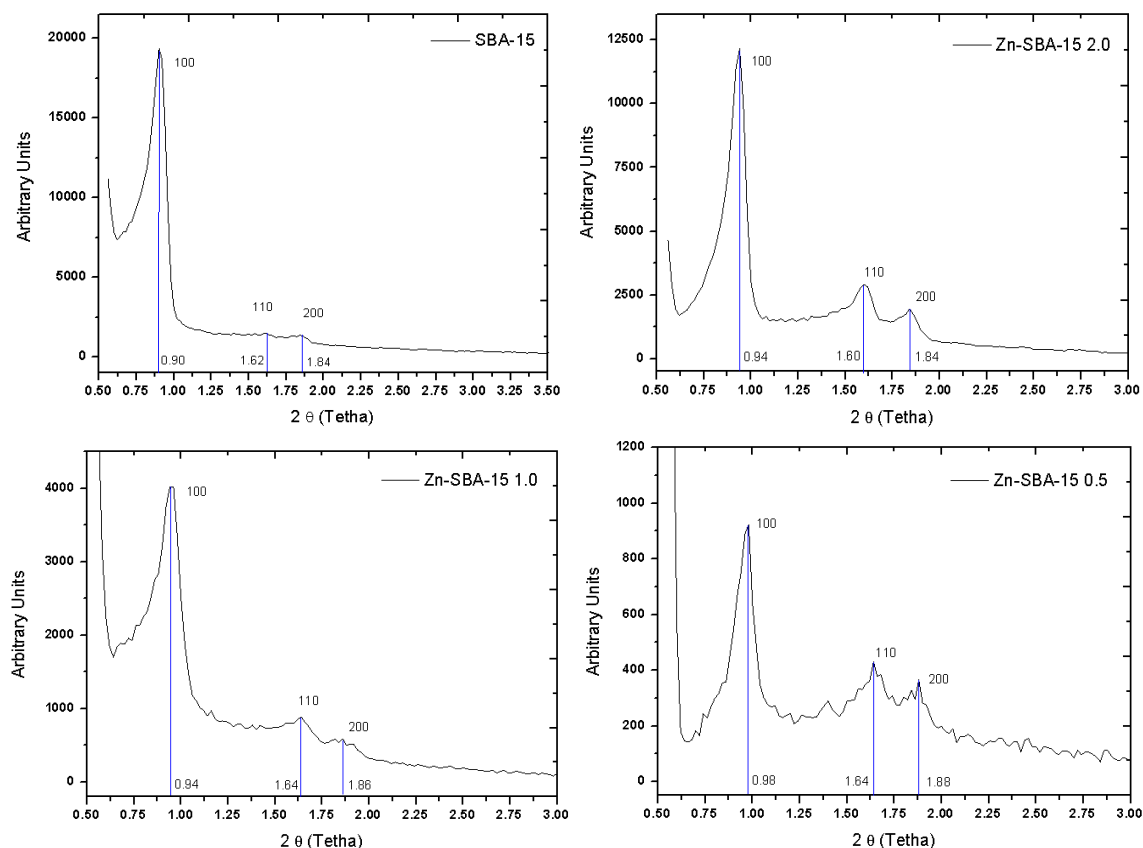 SBA-15
20000
15000
10000
5000
0
Arbitrary Units
100
110
200
0.90
1.62
1.84
0.50 0.75 1.00 1.25 1.50 1.75 2.00 2.25 2.50 2.75 3.00 3.25 3.50
2 θ (Tetha)
Zn-SBA-15 2.0
12500
10000
7500
5000
2500
0
Arbitrary Units
100
110
200
0.94
1.60
1.84
0.50 0.75 1.00 1.25 1.50 1.75 2.00 2.25 2.50 2.75 3.00
2 θ (Tetha)
Zn-SBA-15 1.0
4000
3000
2000
1000
0
Arbitrary Units
100
110
200
0.94
1.64
1.86
0.50 0.75 1.00 1.25 1.50 1.75 2.00 2.25 2.50 2.75 3.00
2 θ (Tetha)
Zn-SBA-15 0.5
1200
1000
800
600
400
200
0
Arbitrary Units
100
110
200
0.98
1.64
1.88
0.50 0.75 1.00 1.25 1.50 1.75 2.00 2.25 2.50 2.75 3.00
2 θ (Tetha)